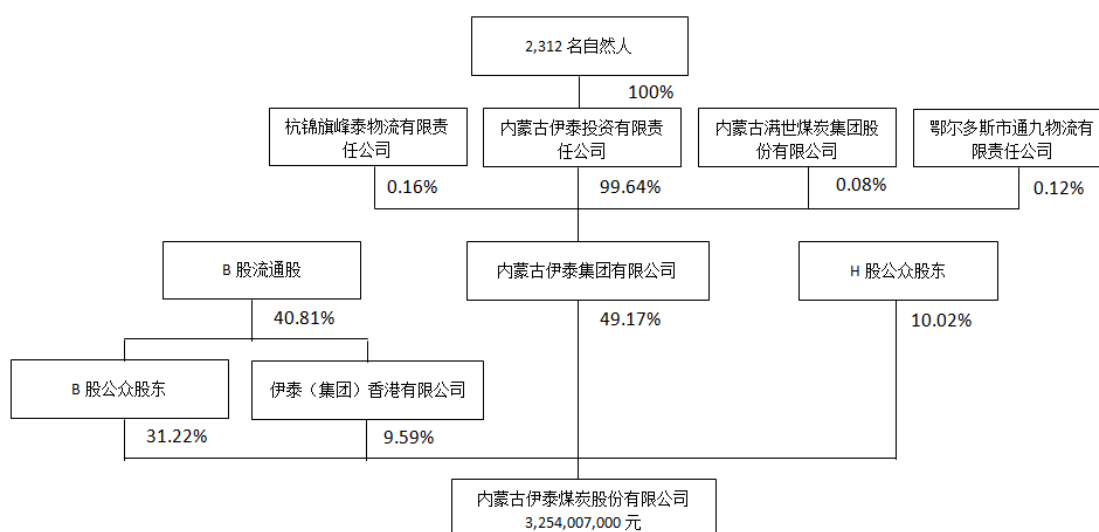 2,312 名自然人
100%
杭锦旗峰泰物流有限责
任公司
内蒙古伊泰投资有限责
任公司
内蒙古满世煤炭集团股
份有限公司
鄂尔多斯市通九物流有
限责任公司
0.16%
99.64%
0.08%
0.12%
B 股流通股
内蒙古伊泰集团有限公司
H 股公众股东
40.81%
49.17%
10.02%
B 股公众股东
伊泰（集团）香港有限公司
31.22%
9.59%
内蒙古伊泰煤炭股份有限公司
3,254,007,000 元